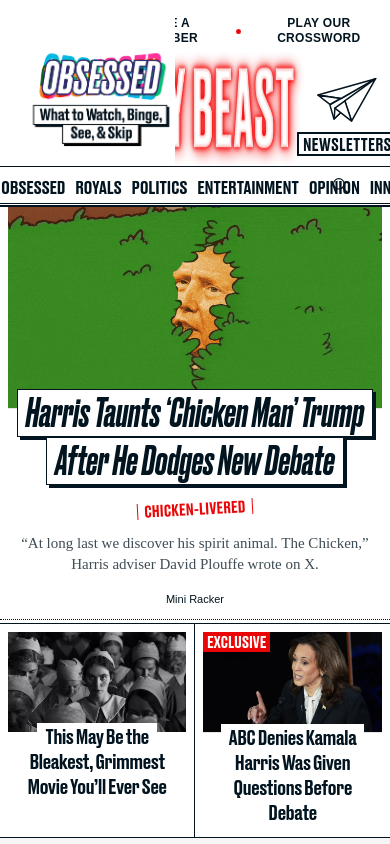 E A
BER
PLAY OUR
CROSSWORD
OBSESSED
What to Watch, Binge,
See, & Skip
Y BEAST
NEWSLETTERS
OBSESSED ROYALS POLITICS ENTERTAINMENT OPINION INN
Harris Taunts ‘Chicken Man’ Trump
After He Dodges New Debate
CHICKEN-LIVERED
“At long last we discover his spirit animal. The Chicken,”
Harris adviser David Plouffe wrote on X.
Mini Racker
This May Be the
Bleakest, Grimmest
Movie You’ll Ever See
EXCLUSIVE
ABC Denies Kamala
Harris Was Given
Questions Before
Debate